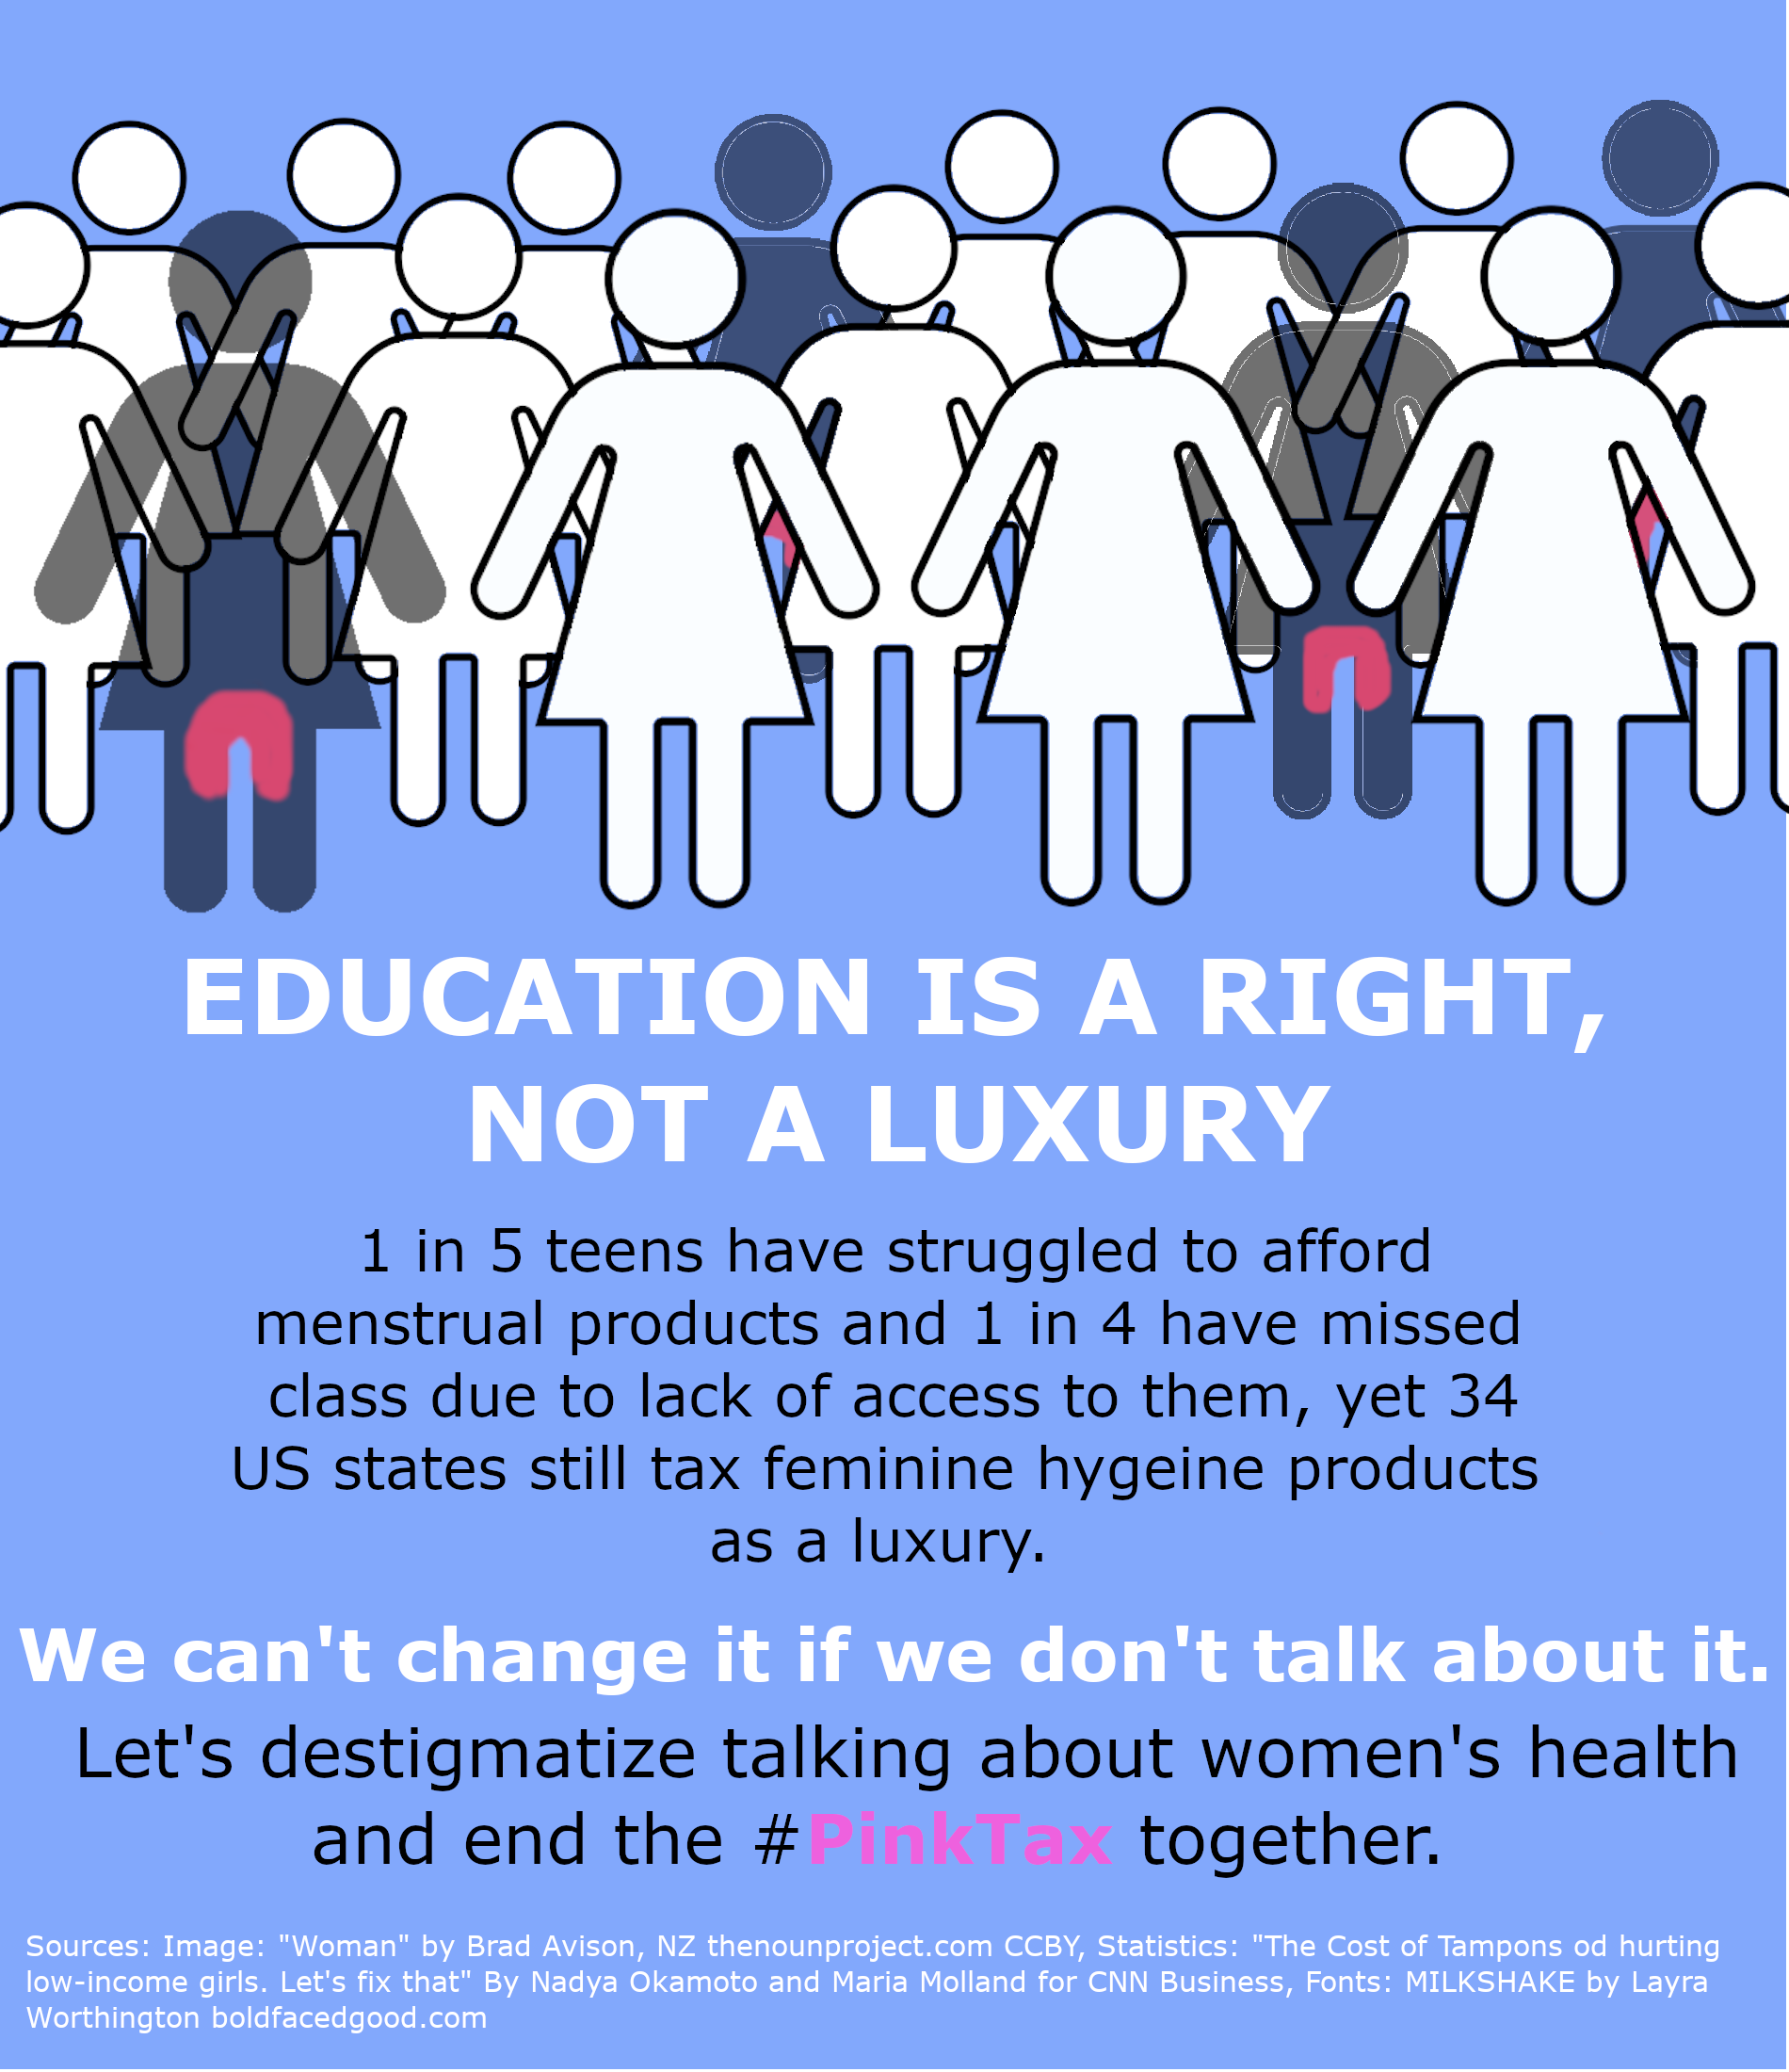 EDUCATION IS A RIGHT,
NOT A LUXURY
1 in 5 teens have struggled to afford
menstrual products and 1 in 4 have missed
class due to lack of access to them, yet 34
US states still tax feminine hygeine products
as a luxury.
We can't change it if we don't talk about it.
Let's destigmatize talking about women's health
and end the #PinkTax together.
Sources: Image: "Woman" by Brad Avison, NZ thenounproject.com CCBY, Statistics: "The Cost of Tampons od hurting
low-income girls. Let's fix that" By Nadya Okamoto and Maria Molland for CNN Business, Fonts: MILKSHAKE by Layra
Worthington boldfacedgood.com